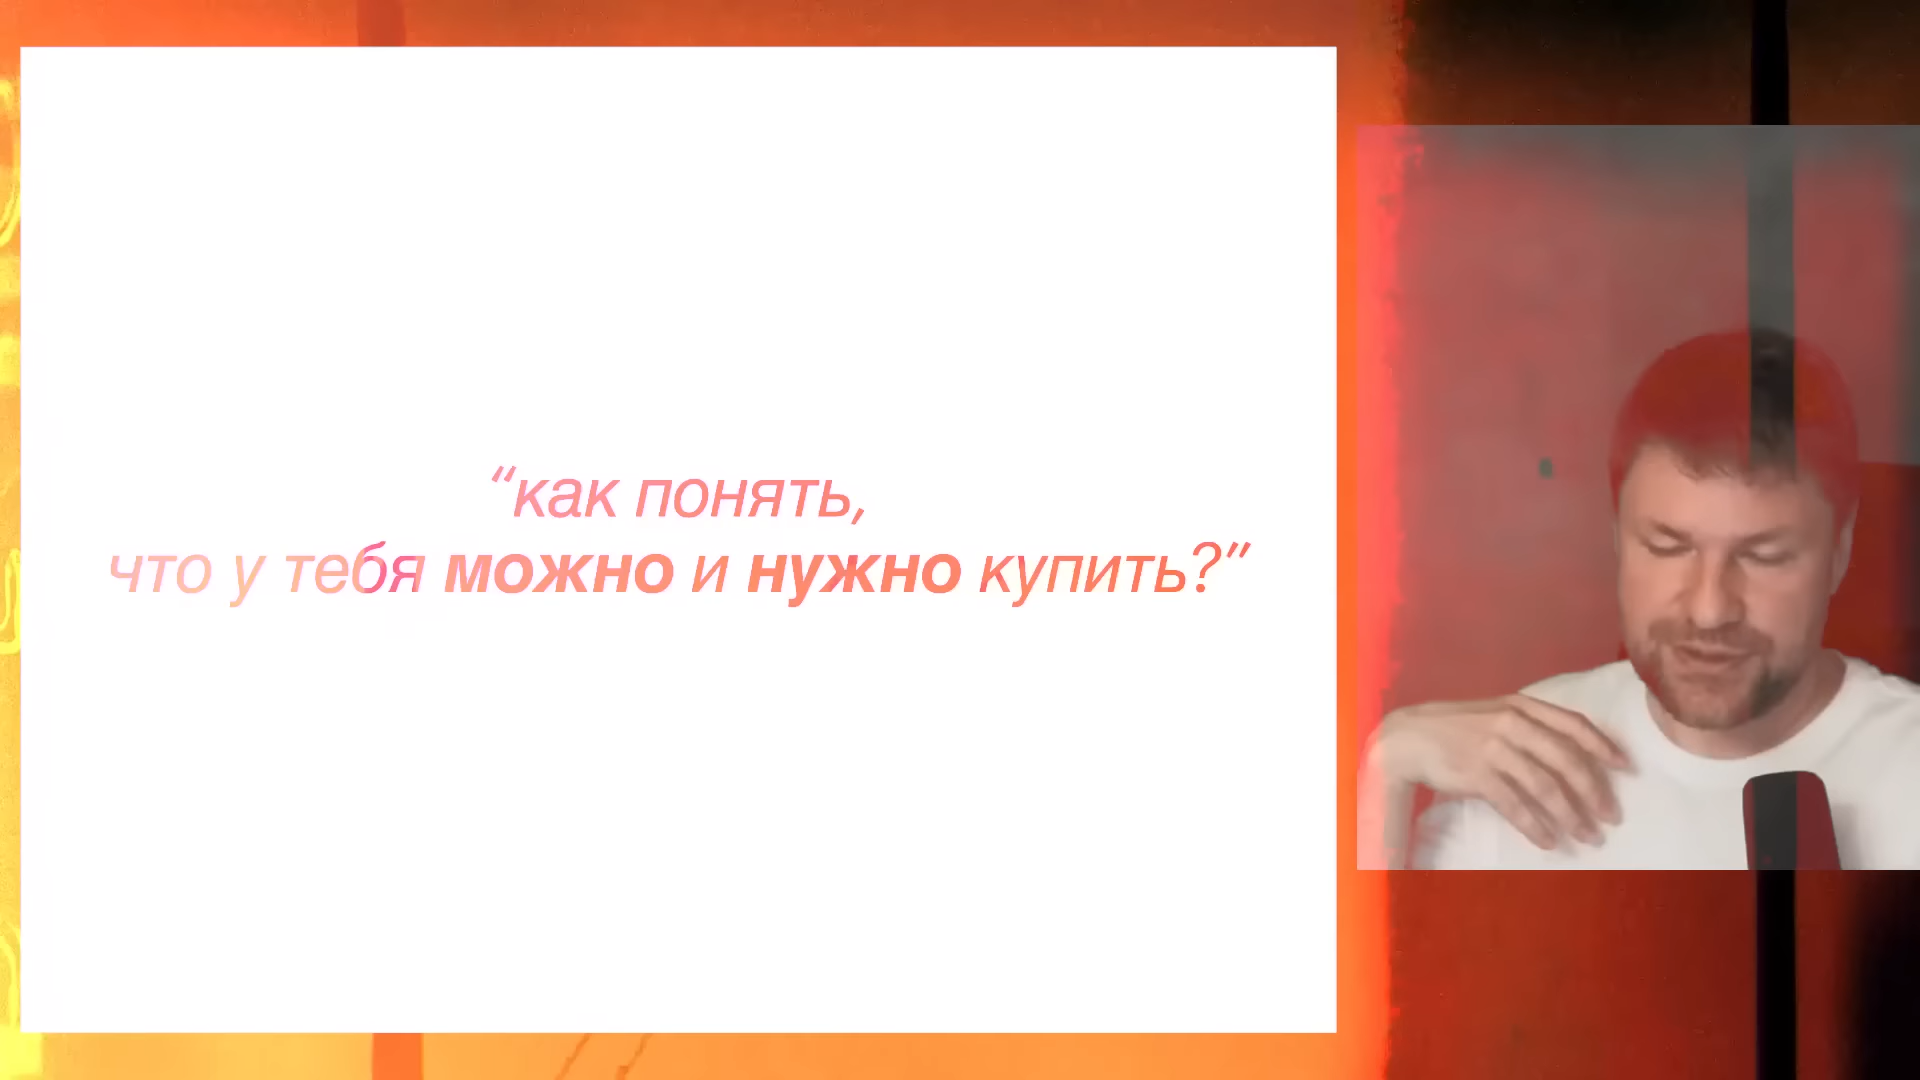 “как понять,
что у тебя можно и нужно купить?”